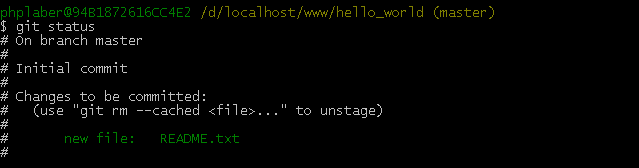 phplaber@94B1872616CC4E2 /d/localhost/www/hello_world (master)
$ git status
# On branch master
#
# Initial commit
#
# Changes to be committed:
#   (use "git rm --cached <file>..." to unstage)
#
#       new file:   README.txt
#